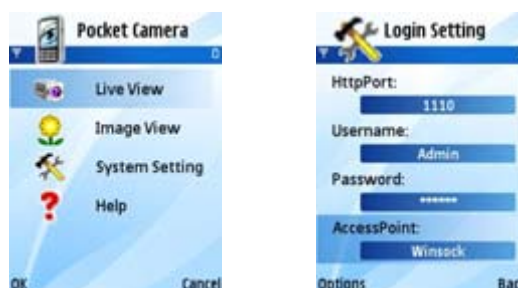 Pocket Camera
Live View
Image View
System Setting
Help
OK Cancel
Login Setting
HttpPort:
1110
Username:
Admin
Password:
******
AccessPoint:
Winsock
Options Bac